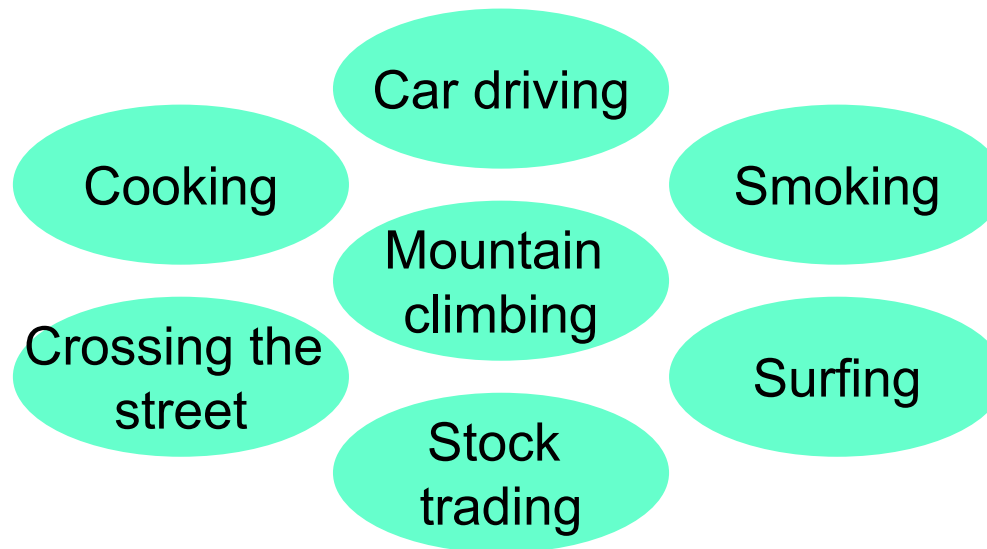 Car driving
Cooking
Smoking
Mountain
climbing
Crossing the
street
Surfing
Stock
trading